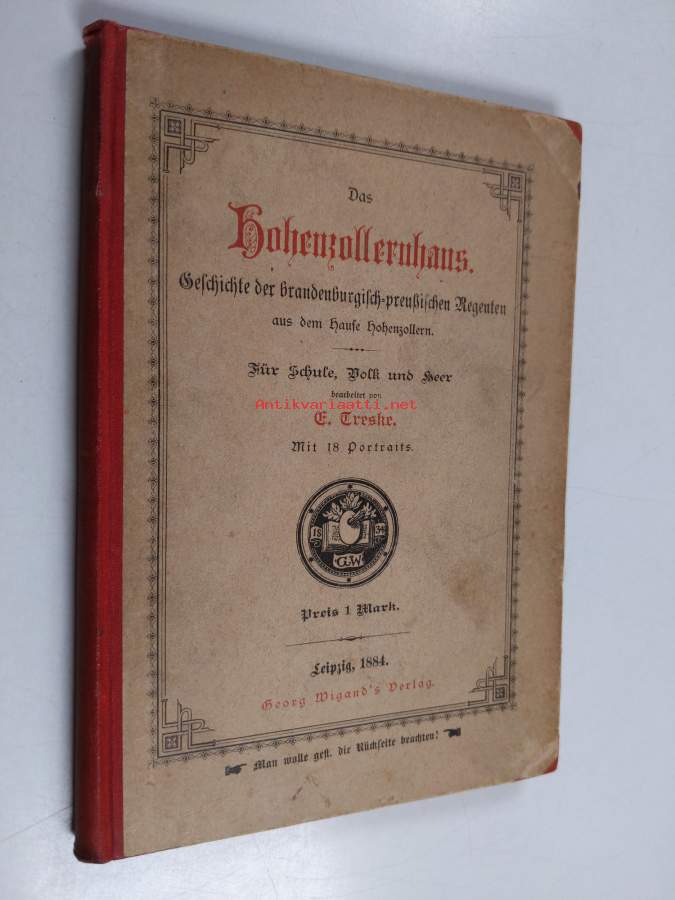 Das
Hohenzollernhaus.
Geschichte der brandenburgisch-preußischen Regenten
aus dem Hause Hohenzollern.
Für Schule, Volk und Heer
bearbeitet von
Antikvariaatti.net
E. Treske.
Mit 18 Portraits.
18 34
G.W
Preis 1 Mark.
Leipzig, 1884.
Georg Wigand's Verlag.
Man wolle gefl. die Rückseite beachten!